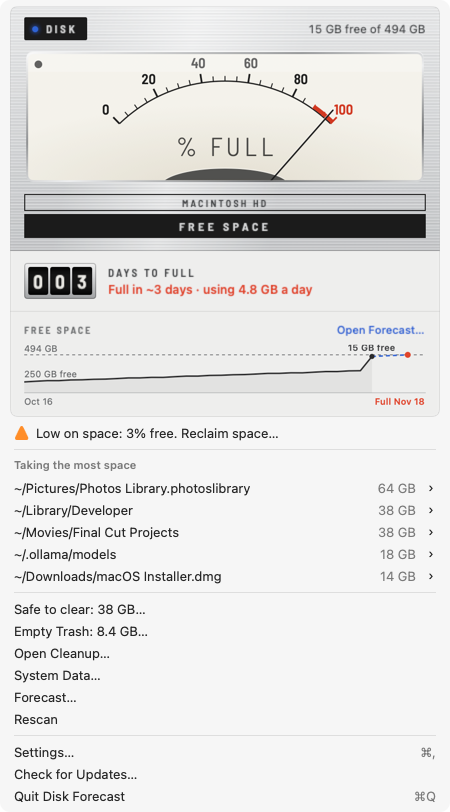 DISK
15 GB free of 494 GB
0 20 40 60 80 100
% FULL
MACINTOSH HD
FREE SPACE
003
DAYS TO FULL
Full in ~3 days · using 4.8 GB a day
FREE SPACE
Open Forecast...
494 GB
15 GB free
250 GB free
Oct 16
Full Nov 18
Low on space: 3% free. Reclaim space...
Taking the most space
~/Pictures/Photos Library.photoslibrary 64 GB ›
~/Library/Developer 38 GB ›
~/Movies/Final Cut Projects 38 GB ›
~/.ollama/models 18 GB ›
~/Downloads/macOS Installer.dmg 14 GB ›
Safe to clear: 38 GB...
Empty Trash: 8.4 GB...
Open Cleanup...
System Data...
Forecast...
Rescan
Settings... ⌘,
Check for Updates...
Quit Disk Forecast ⌘Q